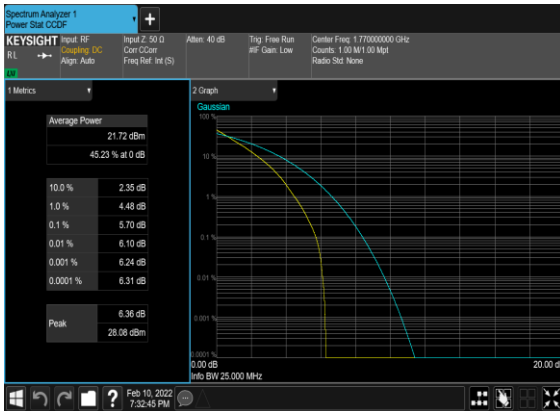 Spectrum Analyzer 1
Power Stat CCDF
+
KEYSIGHT
RL
LXI
Input: RF
Coupling: DC
Align: Auto
Input Z: 50 Ω
Corr CCorr
Freq Ref: Int (S)
Atten: 40 dB
Trig: Free Run
#IF Gain: Low
Center Freq: 1.770000000 GHz
Counts: 1.00 M/1.00 Mpt
Radio Std: None
1 Metrics
Average Power
21.72 dBm
45.23 % at 0 dB
10.0 % 2.35 dB
1.0 % 4.48 dB
0.1 % 5.70 dB
0.01 % 6.10 dB
0.001 % 6.24 dB
0.0001 % 6.31 dB
Peak
6.36 dB
28.08 dBm
2 Graph
Gaussian
100 %
10 %
1 %
0.1 %
0.01 %
0.001 %
0.0001 %
0.00 dB
20.00 d
Info BW 25.000 MHz
?
Feb 10, 2022
7:32:45 PM